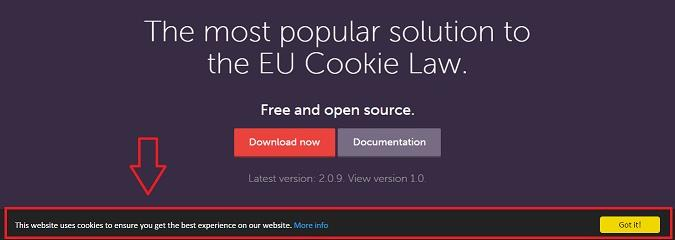 The most popular solution to
the EU Cookie Law.
Free and open source.
Download now Documentation
Latest version: 2.0.9. View version 1.0.
This website uses cookies to ensure you get the best experience on our website. More info Got it!